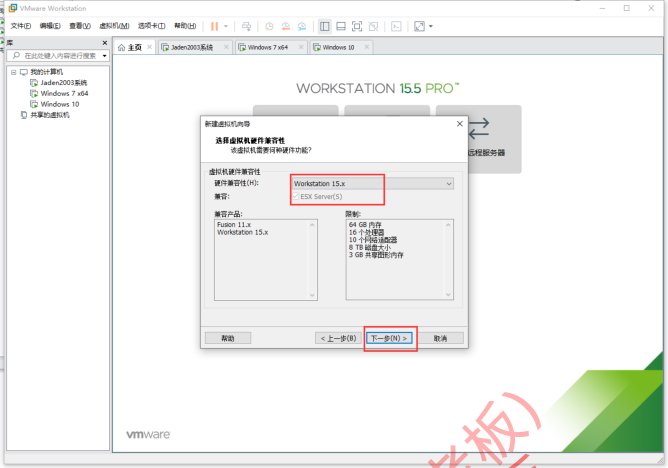 VMware Workstation
文件(F) 编辑(E) 查看(V) 虚拟机(M) 选项卡(T) 帮助(H)
库
在此处键入内容进行搜索
我的计算机
Jaden2003系统
Windows 7 x64
Windows 10
共享的虚拟机
主页 Jaden2003系统 Windows 7 x64 Windows 10
WORKSTATION 15.5 PRO™
远程服务器
新建虚拟机向导
选择虚拟机硬件兼容性
该虚拟机需要何种硬件功能?
虚拟机硬件兼容性
硬件兼容性(H): Workstation 15.x
兼容: ESX Server(S)
兼容产品:
Fusion 11.x
Workstation 15.x
限制:
64 GB 内存
16 个处理器
10 个网络适配器
8 TB 磁盘大小
3 GB 共享图形内存
帮助 < 上一步(B) 下一步(N) > 取消
vmware
老板)